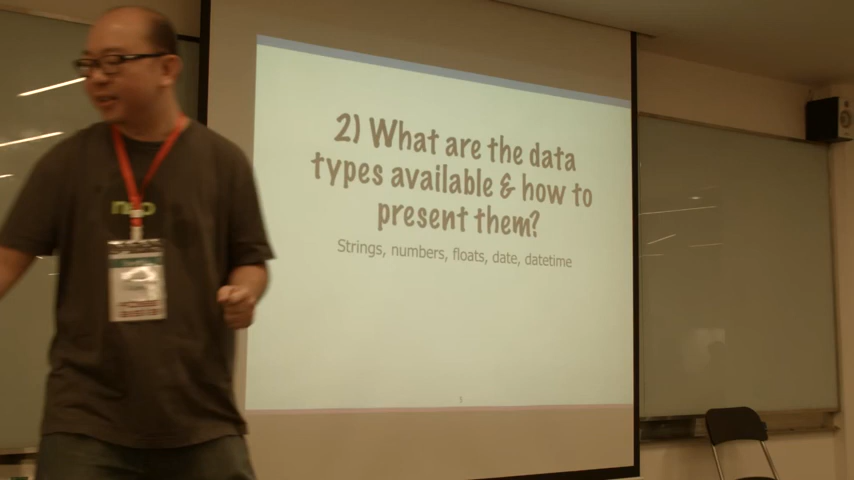 2) What are the data
types available & how to
present them?
Strings, numbers, floats, date, datetime